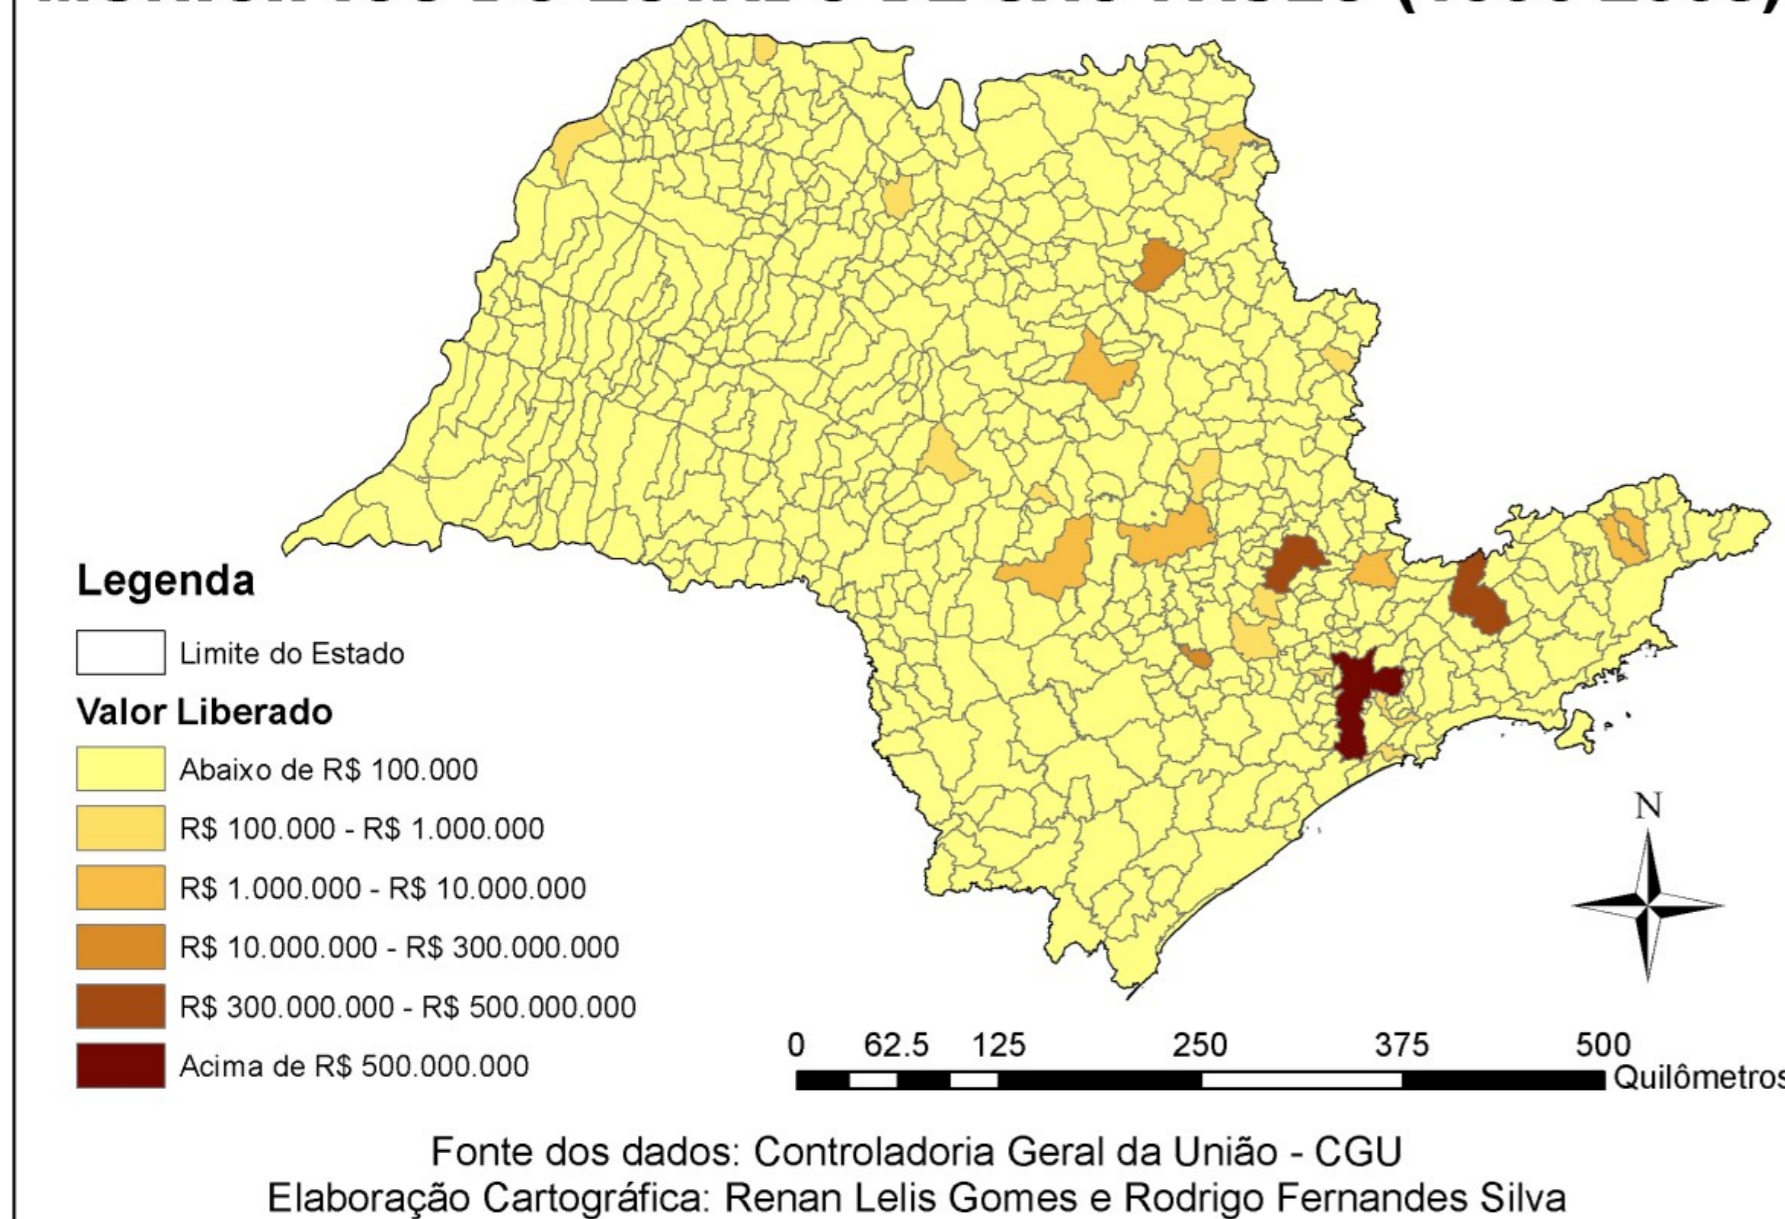 Legenda
Limite do Estado
Valor Liberado
Abaixo de R$ 100.000
R$ 100.000 - R$ 1.000.000
R$ 1.000.000 - R$ 10.000.000
R$ 10.000.000 - R$ 300.000.000
R$ 300.000.000 - R$ 500.000.000
Acima de R$ 500.000.000
N
0 62.5 125 250 375 500
Quilômetros
Fonte dos dados: Controladoria Geral da União - CGU
Elaboração Cartográfica: Renan Lelis Gomes e Rodrigo Fernandes Silva